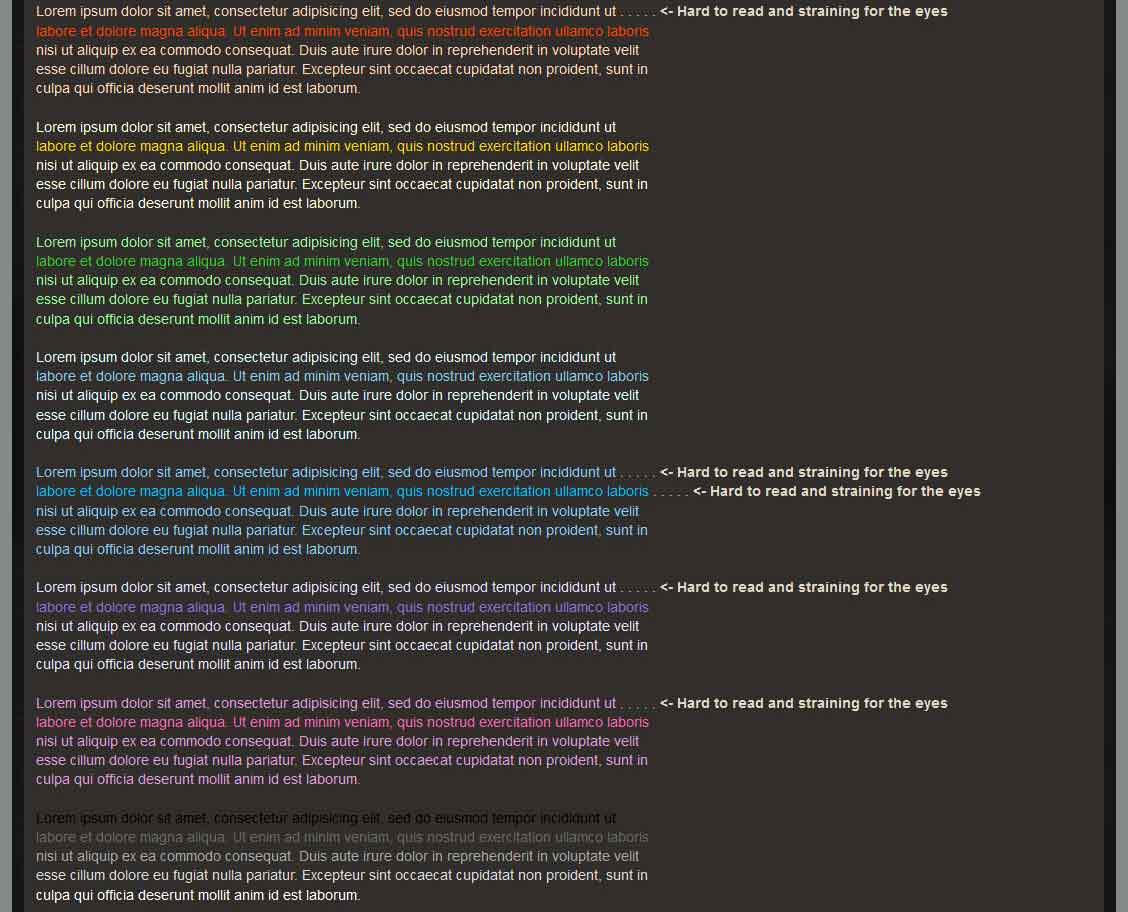 Lorem ipsum dolor sit amet, consectetur adipisicing elit, sed do eiusmod tempor incididunt ut . . . . . <- Hard to read and straining for the eyes
labore et dolore magna aliqua. Ut enim ad minim veniam, quis nostrud exercitation ullamco laboris
nisi ut aliquip ex ea commodo consequat. Duis aute irure dolor in reprehenderit in voluptate velit
esse cillum dolore eu fugiat nulla pariatur. Excepteur sint occaecat cupidatat non proident, sunt in
culpa qui officia deserunt mollit anim id est laborum.

Lorem ipsum dolor sit amet, consectetur adipisicing elit, sed do eiusmod tempor incididunt ut
labore et dolore magna aliqua. Ut enim ad minim veniam, quis nostrud exercitation ullamco laboris
nisi ut aliquip ex ea commodo consequat. Duis aute irure dolor in reprehenderit in voluptate velit
esse cillum dolore eu fugiat nulla pariatur. Excepteur sint occaecat cupidatat non proident, sunt in
culpa qui officia deserunt mollit anim id est laborum.

Lorem ipsum dolor sit amet, consectetur adipisicing elit, sed do eiusmod tempor incididunt ut
labore et dolore magna aliqua. Ut enim ad minim veniam, quis nostrud exercitation ullamco laboris
nisi ut aliquip ex ea commodo consequat. Duis aute irure dolor in reprehenderit in voluptate velit
esse cillum dolore eu fugiat nulla pariatur. Excepteur sint occaecat cupidatat non proident, sunt in
culpa qui officia deserunt mollit anim id est laborum.

Lorem ipsum dolor sit amet, consectetur adipisicing elit, sed do eiusmod tempor incididunt ut
labore et dolore magna aliqua. Ut enim ad minim veniam, quis nostrud exercitation ullamco laboris
nisi ut aliquip ex ea commodo consequat. Duis aute irure dolor in reprehenderit in voluptate velit
esse cillum dolore eu fugiat nulla pariatur. Excepteur sint occaecat cupidatat non proident, sunt in
culpa qui officia deserunt mollit anim id est laborum.

Lorem ipsum dolor sit amet, consectetur adipisicing elit, sed do eiusmod tempor incididunt ut . . . . . <- Hard to read and straining for the eyes
labore et dolore magna aliqua. Ut enim ad minim veniam, quis nostrud exercitation ullamco laboris . . . . . <- Hard to read and straining for the eyes
nisi ut aliquip ex ea commodo consequat. Duis aute irure dolor in reprehenderit in voluptate velit
esse cillum dolore eu fugiat nulla pariatur. Excepteur sint occaecat cupidatat non proident, sunt in
culpa qui officia deserunt mollit anim id est laborum.

Lorem ipsum dolor sit amet, consectetur adipisicing elit, sed do eiusmod tempor incididunt ut . . . . . <- Hard to read and straining for the eyes
labore et dolore magna aliqua. Ut enim ad minim veniam, quis nostrud exercitation ullamco laboris
nisi ut aliquip ex ea commodo consequat. Duis aute irure dolor in reprehenderit in voluptate velit
esse cillum dolore eu fugiat nulla pariatur. Excepteur sint occaecat cupidatat non proident, sunt in
culpa qui officia deserunt mollit anim id est laborum.

Lorem ipsum dolor sit amet, consectetur adipisicing elit, sed do eiusmod tempor incididunt ut . . . . . <- Hard to read and straining for the eyes
labore et dolore magna aliqua. Ut enim ad minim veniam, quis nostrud exercitation ullamco laboris
nisi ut aliquip ex ea commodo consequat. Duis aute irure dolor in reprehenderit in voluptate velit
esse cillum dolore eu fugiat nulla pariatur. Excepteur sint occaecat cupidatat non proident, sunt in
culpa qui officia deserunt mollit anim id est laborum.

Lorem ipsum dolor sit amet, consectetur adipisicing elit, sed do eiusmod tempor incididunt ut
labore et dolore magna aliqua. Ut enim ad minim veniam, quis nostrud exercitation ullamco laboris
nisi ut aliquip ex ea commodo consequat. Duis aute irure dolor in reprehenderit in voluptate velit
esse cillum dolore eu fugiat nulla pariatur. Excepteur sint occaecat cupidatat non proident, sunt in
culpa qui officia deserunt mollit anim id est laborum.